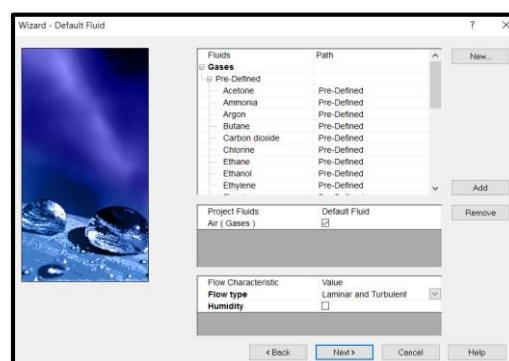 Wizard - Default Fluid
? X
Fluids Path
Gases
Pre-Defined
Acetone Pre-Defined
Ammonia Pre-Defined
Argon Pre-Defined
Butane Pre-Defined
Carbon dioxide Pre-Defined
Chlorine Pre-Defined
Ethane Pre-Defined
Ethanol Pre-Defined
Ethylene Pre-Defined
New...
Add
Project Fluids Default Fluid
Air ( Gases )
Remove
Flow Characteristic Value
Flow type Laminar and Turbulent
Humidity
< Back Next > Cancel Help